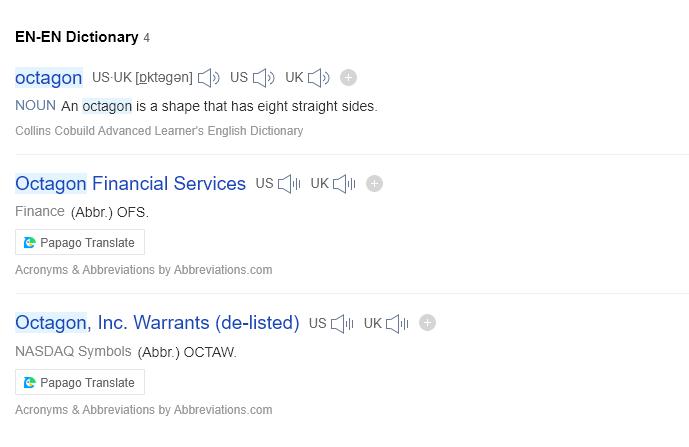 EN-EN Dictionary 4
octagon US·UK [ɒktəgən] US UK
NOUN An octagon is a shape that has eight straight sides.
Collins Cobuild Advanced Learner's English Dictionary
Octagon Financial Services US UK
Finance (Abbr.) OFS.
Papago Translate
Acronyms & Abbreviations by Abbreviations.com
Octagon, Inc. Warrants (de-listed) US UK
NASDAQ Symbols (Abbr.) OCTAW.
Papago Translate
Acronyms & Abbreviations by Abbreviations.com